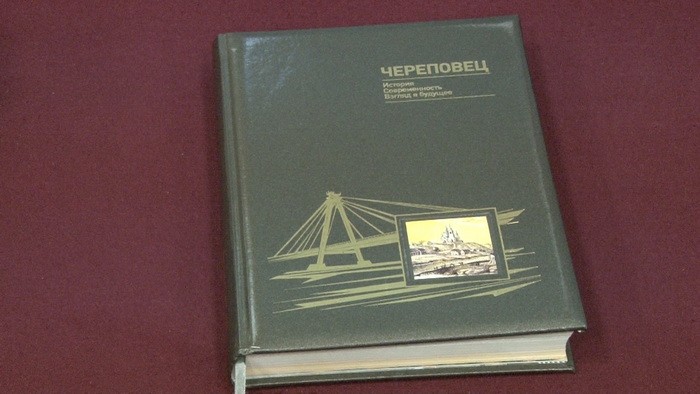 ЧЕРЕПОВЕЦ
История
Современность
Взгляд в будущее